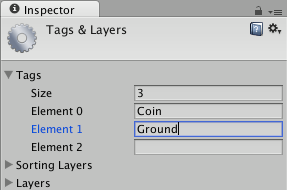 Inspector
Tags & Layers
Tags
Size 3
Element 0 Coin
Element 1 Ground
Element 2
Sorting Layers
Layers